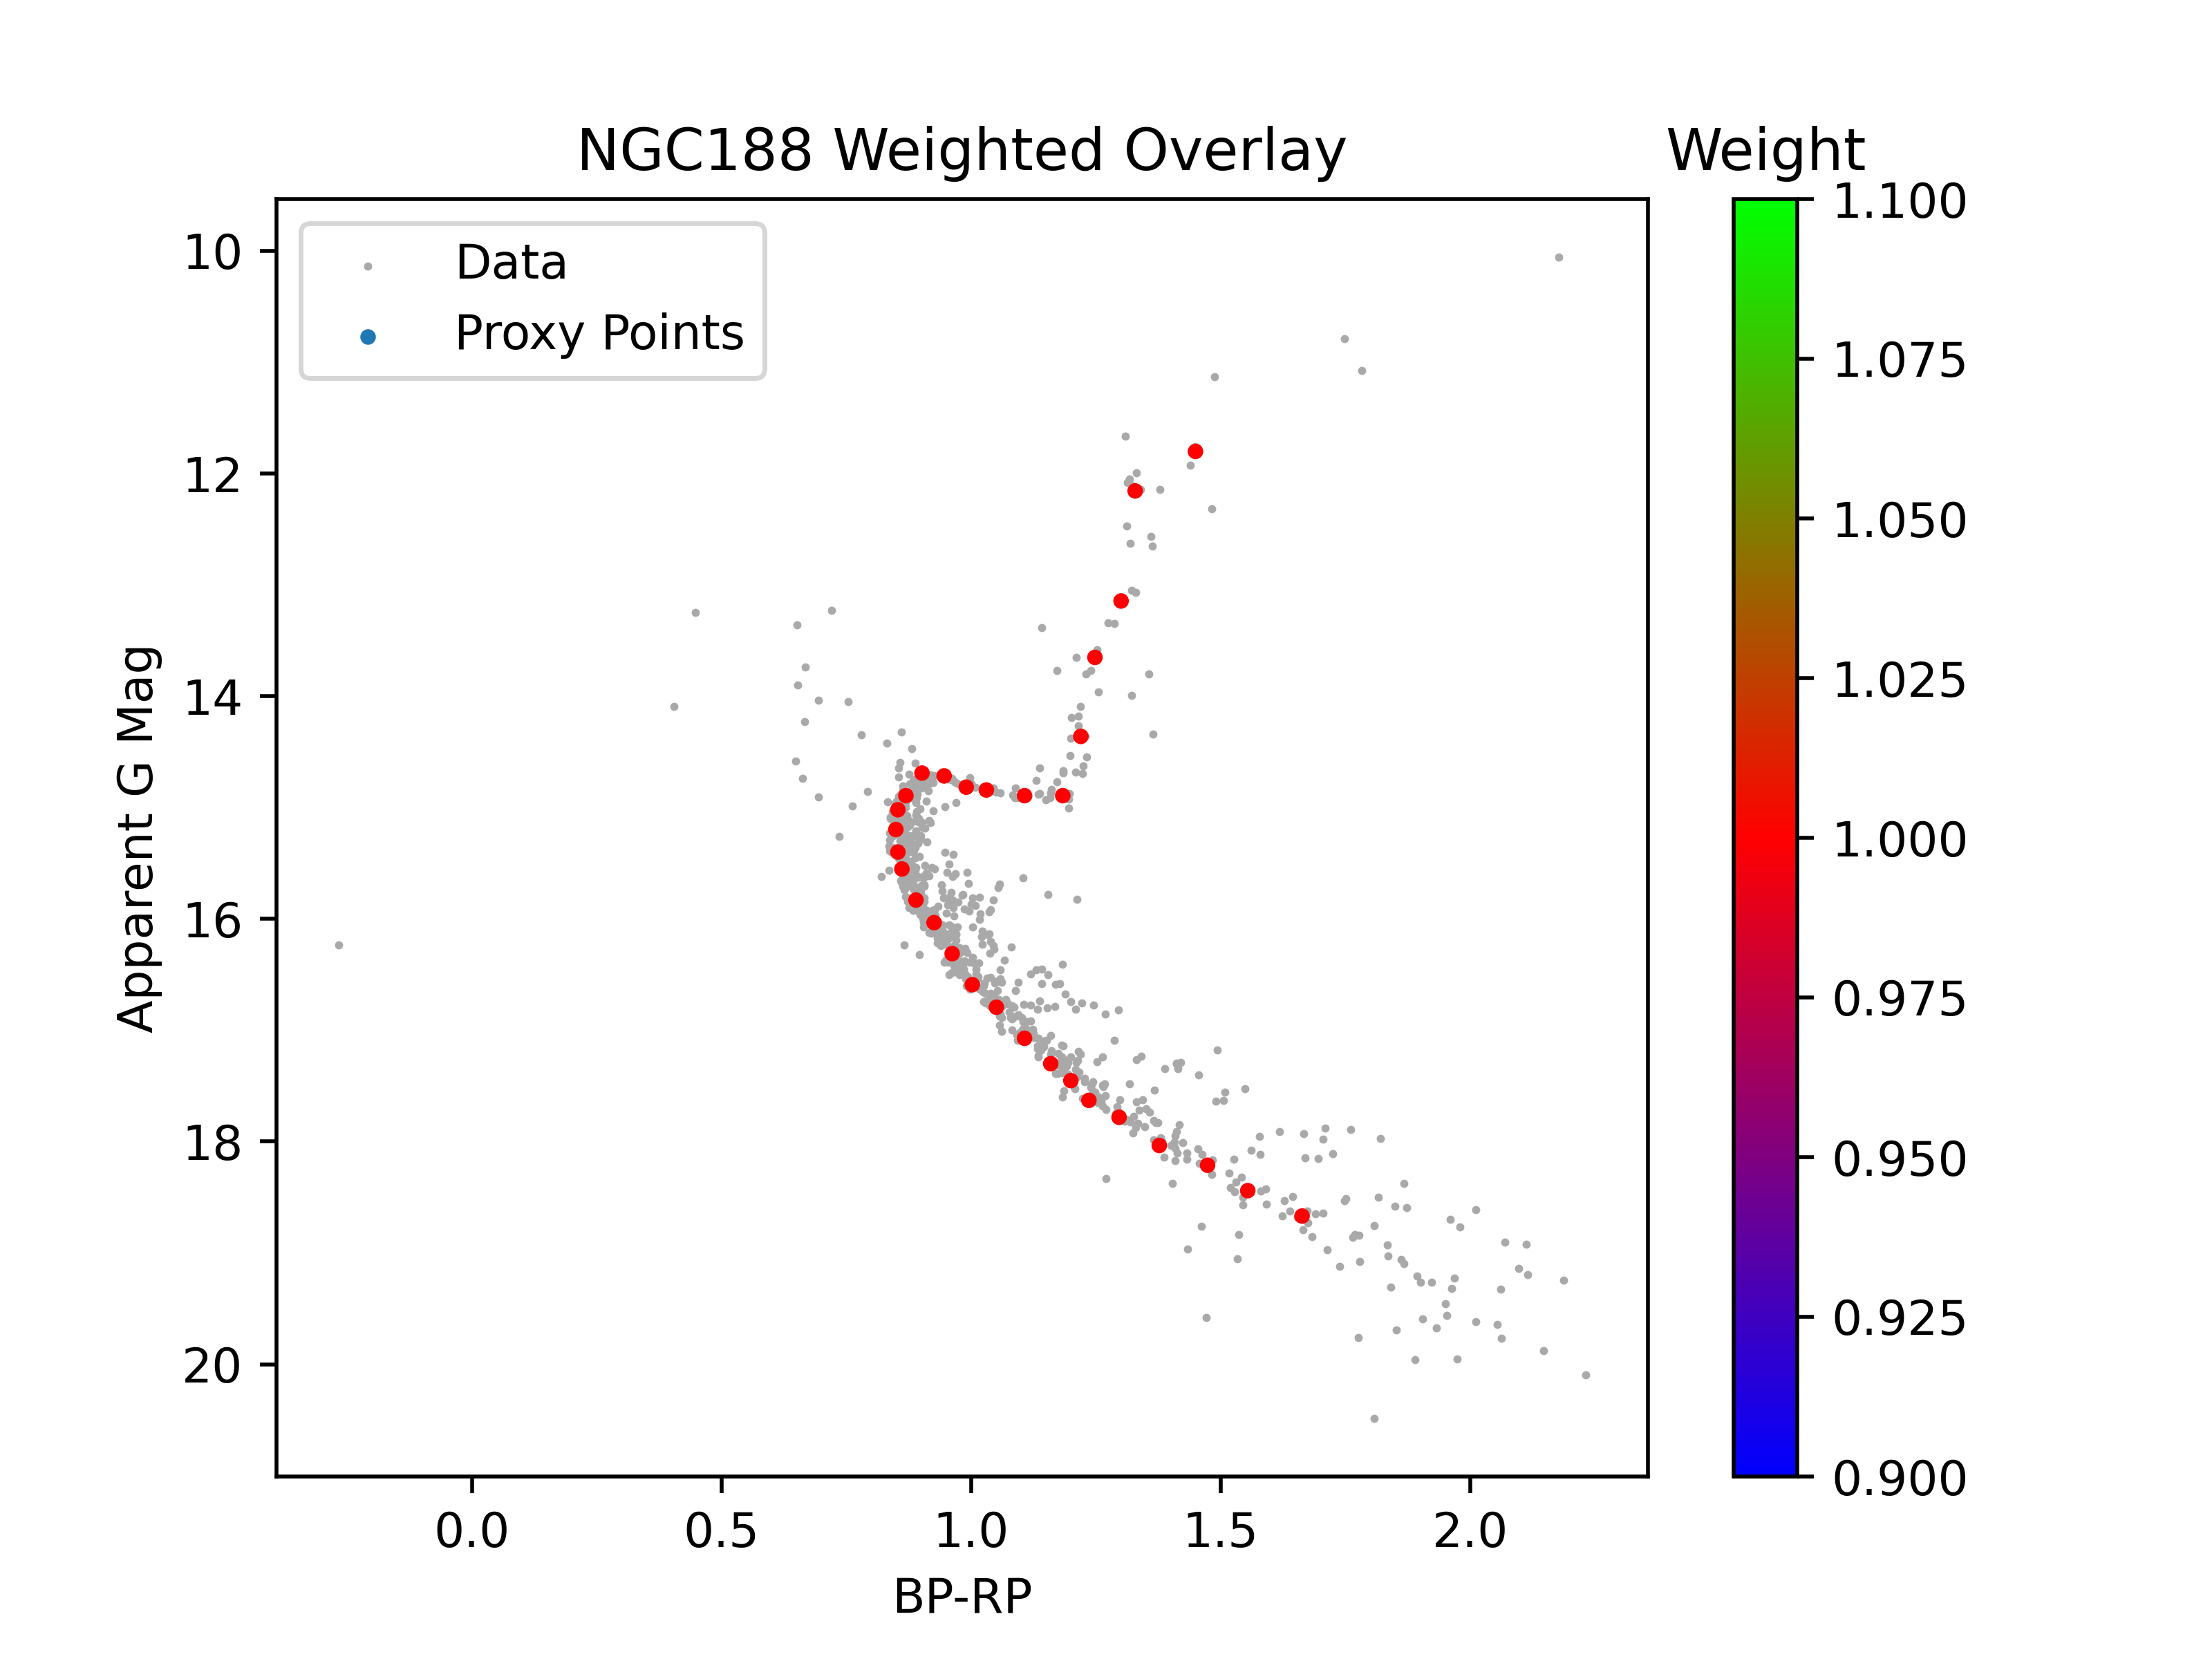 NGC188 Weighted Overlay
Weight
Data
Proxy Points
Apparent G Mag
10
12
14
16
18
20
0.0 0.5 1.0 1.5 2.0
BP-RP
1.100
1.075
1.050
1.025
1.000
0.975
0.950
0.925
0.900